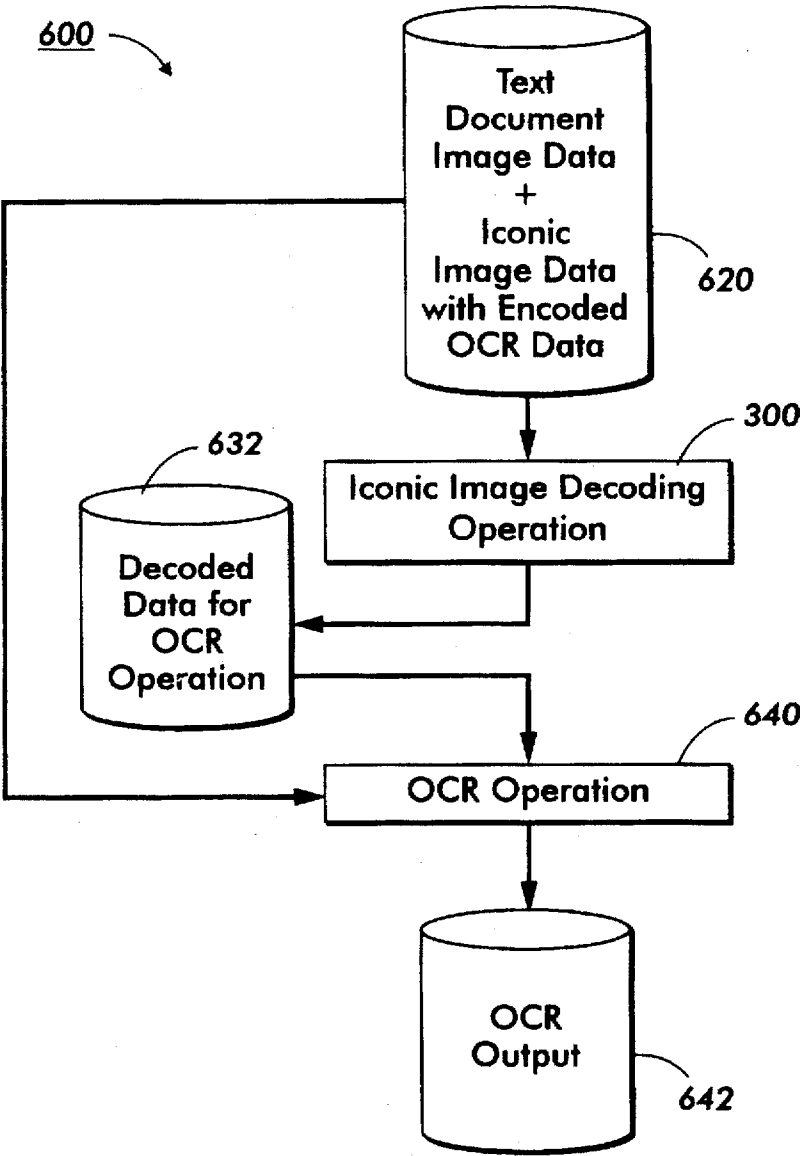 600
Text
Document
Image Data
+
Iconic
Image Data
with Encoded
OCR Data
620
300
Iconic Image Decoding
Operation
632
Decoded
Data for
OCR
Operation
640
OCR Operation
OCR
Output
642